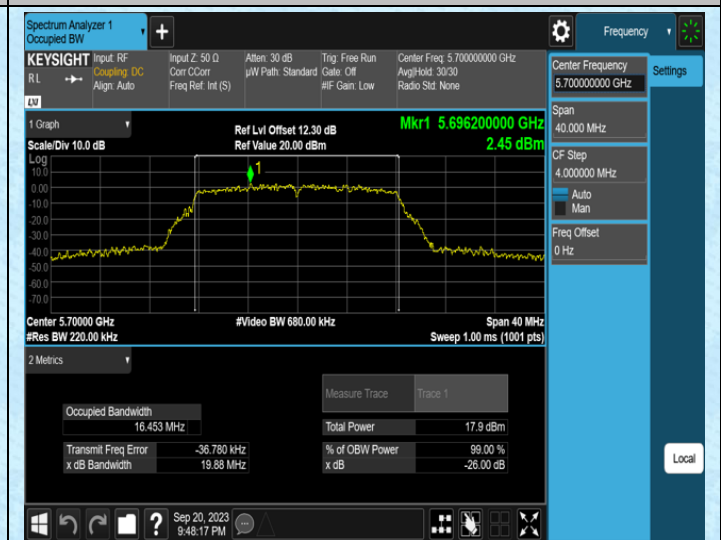 Spectrum Analyzer 1
Occupied BW
+
Frequency
KEYSIGHT
Input: RF
Coupling: DC
Align: Auto
RL
LXI
Input Z: 50 Ω
Corr CCorr
Freq Ref: Int (S)
Atten: 30 dB
µW Path: Standard
Trig: Free Run
Gate: Off
#IF Gain: Low
Center Freq: 5.700000000 GHz
Avg|Hold: 30/30
Radio Std: None
Center Frequency
5.700000000 GHz
Settings
Span
40.000 MHz
CF Step
4.000000 MHz
Auto
Man
Freq Offset
0 Hz
Local
1 Graph
Scale/Div 10.0 dB
Ref Lvl Offset 12.30 dB
Ref Value 20.00 dBm
Mkr1 5.696200000 GHz
2.45 dBm
Log
10.0
0.00
-10.0
-20.0
-30.0
-40.0
-50.0
-60.0
-70.0
1
Center 5.70000 GHz
#Res BW 220.00 kHz
#Video BW 680.00 kHz
Span 40 MHz
Sweep 1.00 ms (1001 pts)
2 Metrics
Measure Trace
Trace 1
Occupied Bandwidth
16.453 MHz
Total Power
17.9 dBm
Transmit Freq Error
-36.780 kHz
% of OBW Power
99.00 %
x dB Bandwidth
19.88 MHz
x dB
-26.00 dB
?
Sep 20, 2023
9:48:17 PM